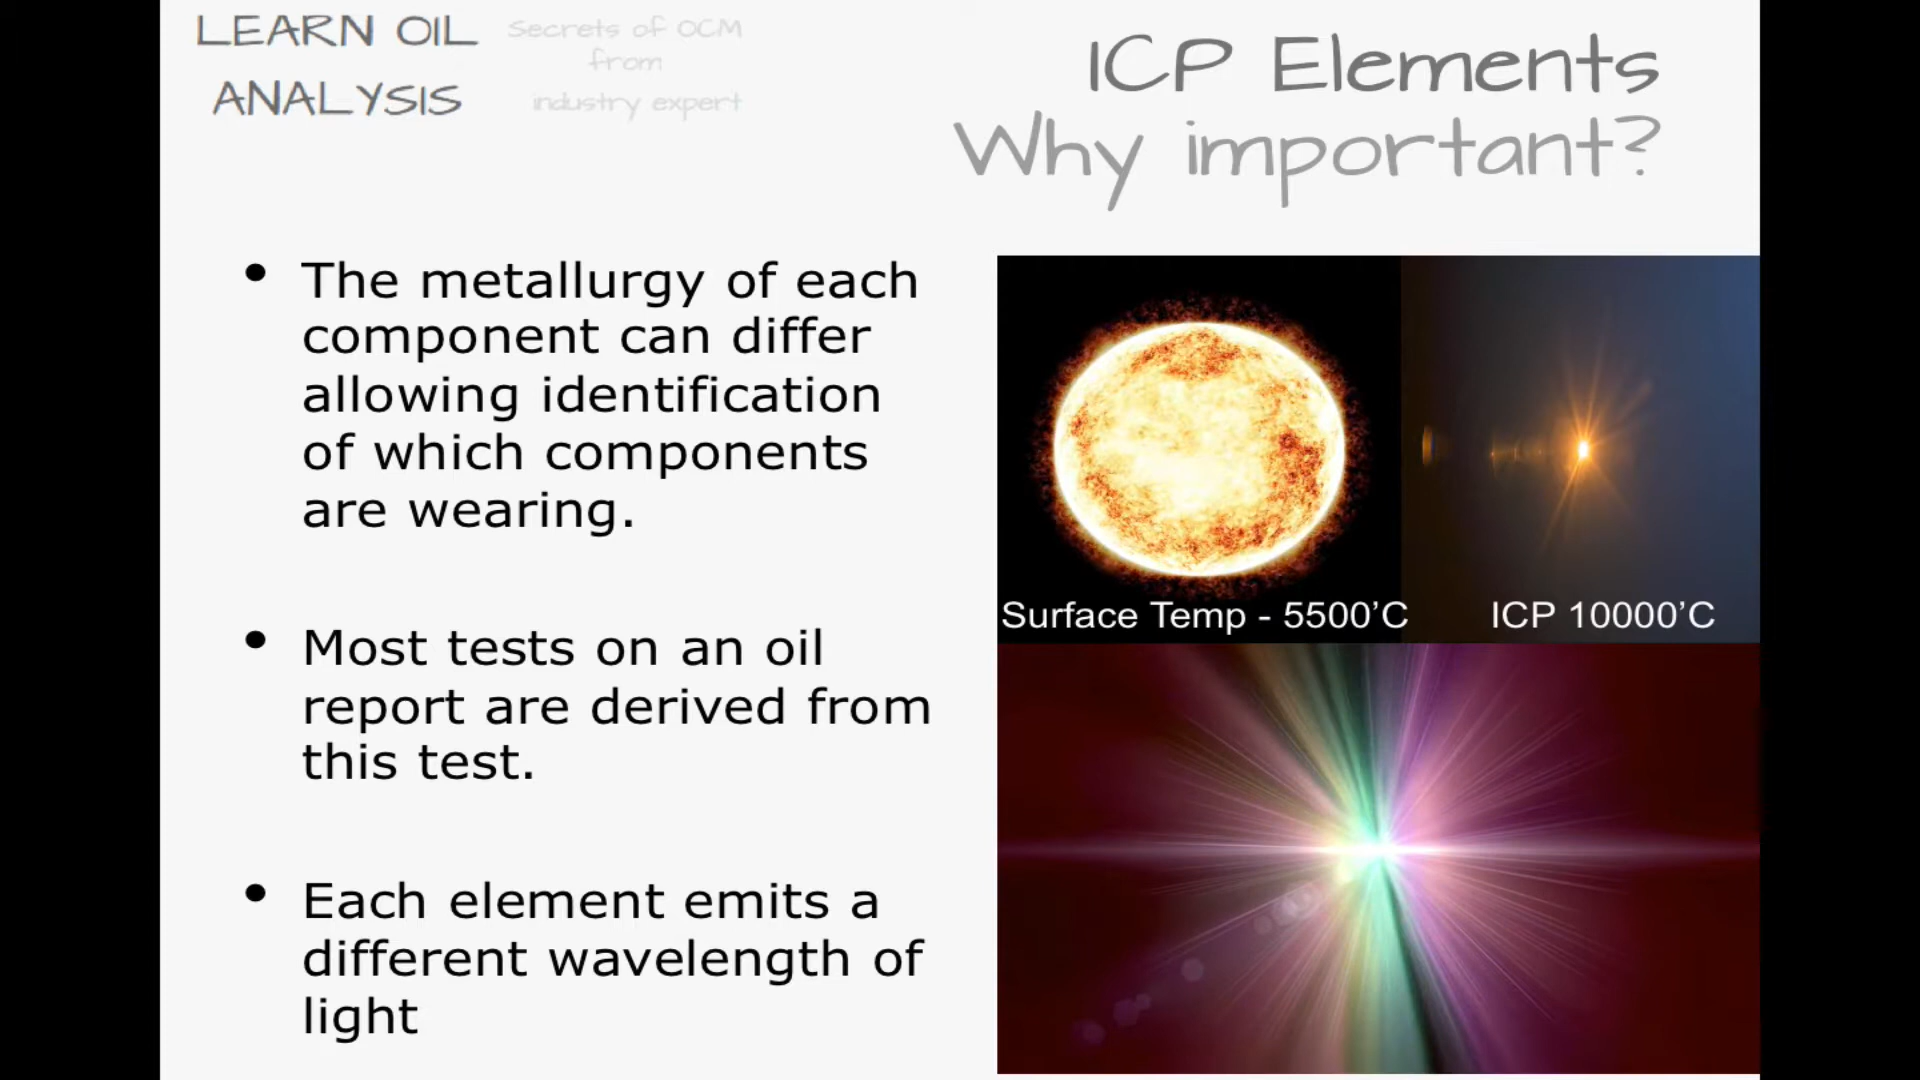 LEARN OIL
ANALYSIS
Secrets of OCM
from
industry expert
ICP Elements
Why important?
• The metallurgy of each
component can differ
allowing identification
of which components
are wearing.
• Most tests on an oil
report are derived from
this test.
• Each element emits a
different wavelength of
light
Surface Temp - 5500’C
ICP 10000’C